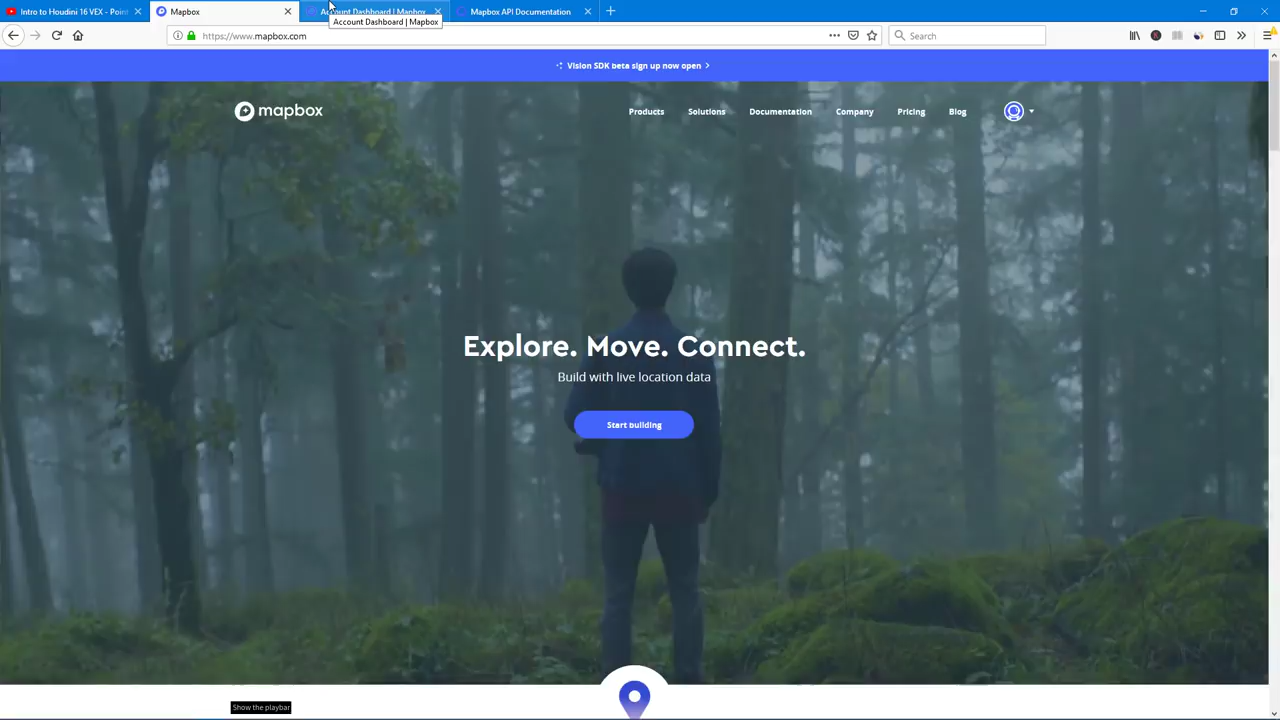 Intro to Houdini 16 VEX - Point
Mapbox
Account Dashboard | Mapbox
Mapbox API Documentation
Account Dashboard | Mapbox
https://www.mapbox.com
Search
Vision SDK beta sign up now open
mapbox
Products
Solutions
Documentation
Company
Pricing
Blog
Explore. Move. Connect.
Build with live location data
Start building
Show the playbar